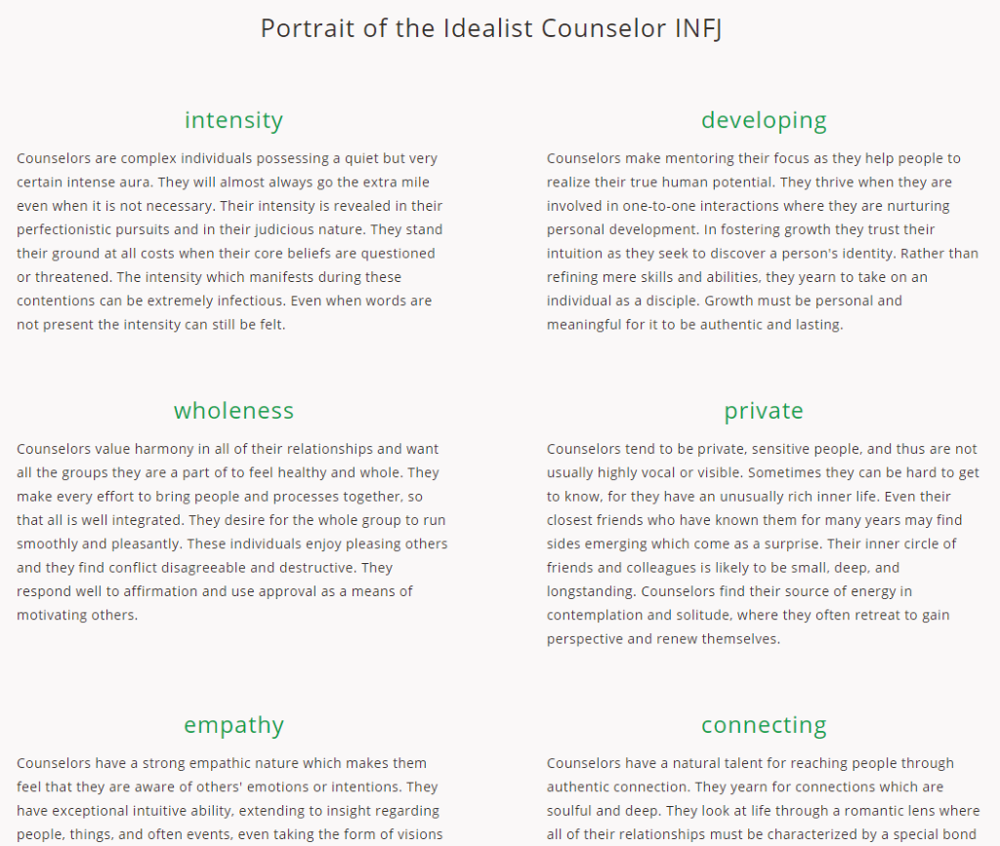 Portrait of the Idealist Counselor INFJ
intensity
Counselors are complex individuals possessing a quiet but very
certain intense aura. They will almost always go the extra mile
even when it is not necessary. Their intensity is revealed in their
perfectionistic pursuits and in their judicious nature. They stand
their ground at all costs when their core beliefs are questioned
or threatened. The intensity which manifests during these
contentions can be extremely infectious. Even when words are
not present the intensity can still be felt.
developing
Counselors make mentoring their focus as they help people to
realize their true human potential. They thrive when they are
involved in one-to-one interactions where they are nurturing
personal development. In fostering growth they trust their
intuition as they seek to discover a person's identity. Rather than
refining mere skills and abilities, they yearn to take on an
individual as a disciple. Growth must be personal and
meaningful for it to be authentic and lasting.
wholeness
Counselors value harmony in all of their relationships and want
all the groups they are a part of to feel healthy and whole. They
make every effort to bring people and processes together, so
that all is well integrated. They desire for the whole group to run
smoothly and pleasantly. These individuals enjoy pleasing others
and they find conflict disagreeable and destructive. They
respond well to affirmation and use approval as a means of
motivating others.
private
Counselors tend to be private, sensitive people, and thus are not
usually highly vocal or visible. Sometimes they can be hard to get
to know, for they have an unusually rich inner life. Even their
closest friends who have known them for many years may find
sides emerging which come as a surprise. Their inner circle of
friends and colleagues is likely to be small, deep, and
longstanding. Counselors find their source of energy in
contemplation and solitude, where they often retreat to gain
perspective and renew themselves.
empathy
Counselors have a strong empathic nature which makes them
feel that they are aware of others' emotions or intentions. They
have exceptional intuitive ability, extending to insight regarding
people, things, and often events, even taking the form of visions
connecting
Counselors have a natural talent for reaching people through
authentic connection. They yearn for connections which are
soulful and deep. They look at life through a romantic lens where
all of their relationships must be characterized by a special bond